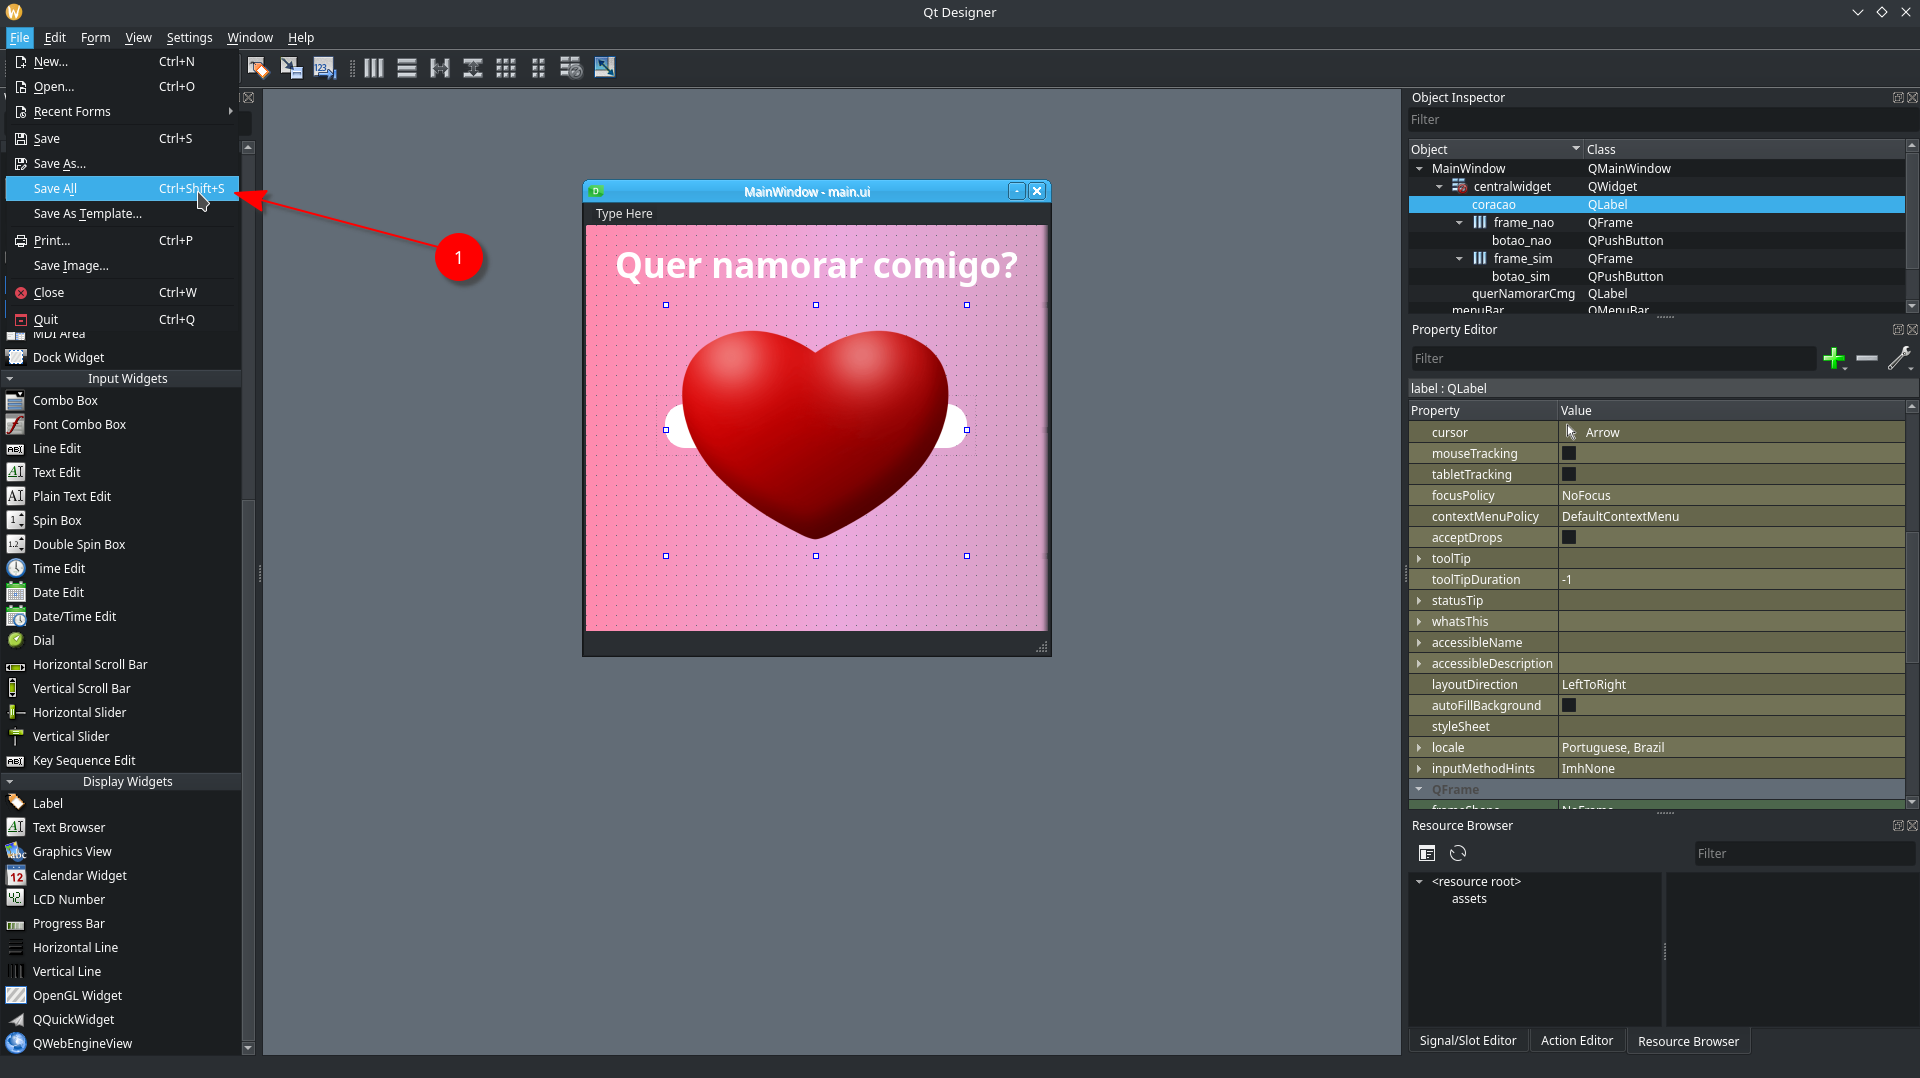 Qt Designer
File Edit Form View Settings Window Help
New... Ctrl+N
Open... Ctrl+O
Recent Forms
Save Ctrl+S
Save As...
Save All Ctrl+Shift+S
Save As Template...
Print... Ctrl+P
Save Image...
Close Ctrl+W
Quit Ctrl+Q
MDI Area
Dock Widget
Input Widgets
Combo Box
Font Combo Box
Line Edit
Text Edit
Plain Text Edit
Spin Box
Double Spin Box
Time Edit
Date Edit
Date/Time Edit
Dial
Horizontal Scroll Bar
Vertical Scroll Bar
Horizontal Slider
Vertical Slider
Key Sequence Edit
Display Widgets
Label
Text Browser
Graphics View
Calendar Widget
LCD Number
Progress Bar
Horizontal Line
Vertical Line
OpenGL Widget
QQuickWidget
QWebEngineView
1
MainWindow - main.ui
Type Here
Quer namorar comigo?
Object Inspector
Filter
Object Class
MainWindow QMainWindow
centralwidget QWidget
coracao QLabel
frame_nao QFrame
botao_nao QPushButton
frame_sim QFrame
botao_sim QPushButton
querNamorarCmg QLabel
menuBar QMenuBar
Property Editor
Filter
label : QLabel
Property Value
cursor Arrow
mouseTracking
tabletTracking
focusPolicy NoFocus
contextMenuPolicy DefaultContextMenu
acceptDrops
toolTip
toolTipDuration -1
statusTip
whatsThis
accessibleName
accessibleDescription
layoutDirection LeftToRight
autoFillBackground
styleSheet
locale Portuguese, Brazil
inputMethodHints ImhNone
QFrame
frameShape NoFrame
Resource Browser
Filter
<resource root>
assets
Signal/Slot Editor Action Editor Resource Browser